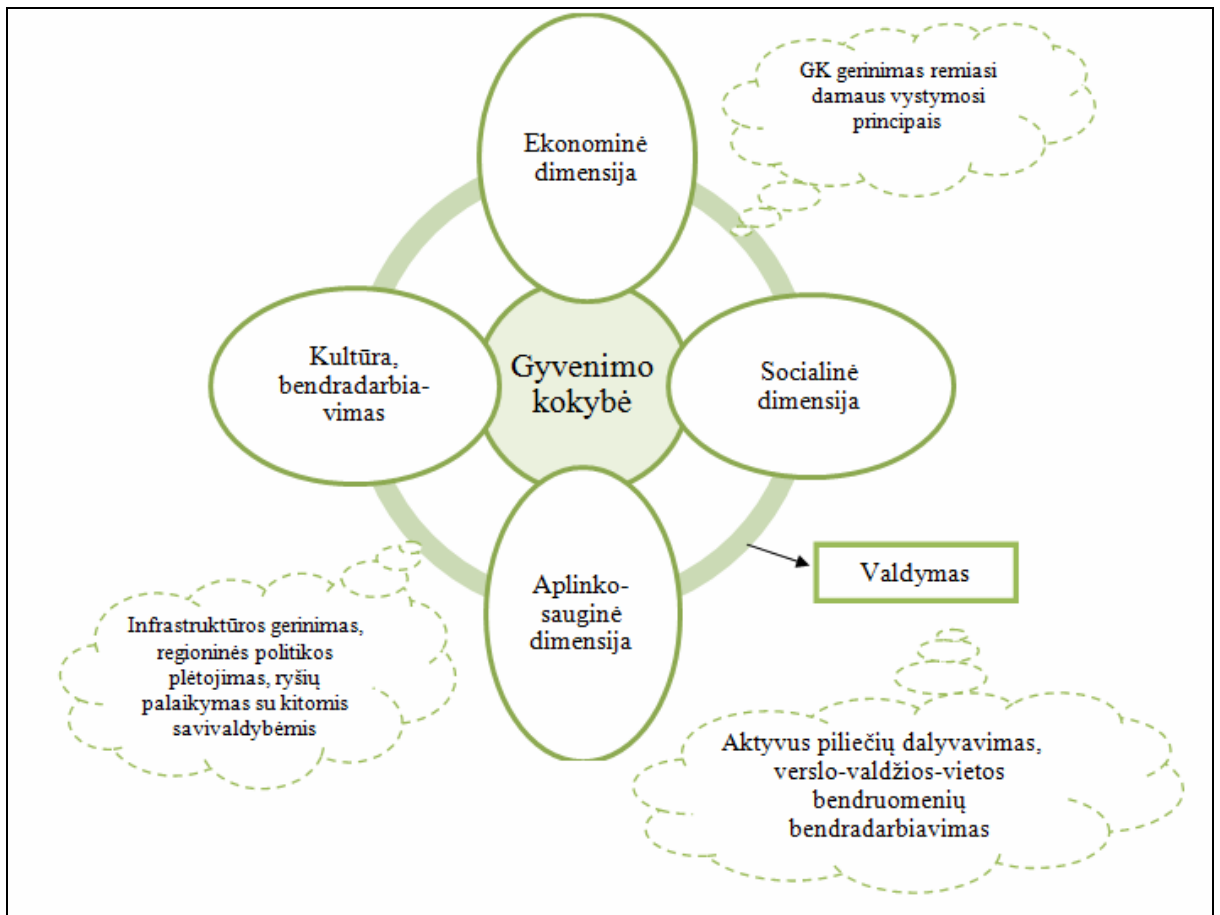 GK gerinimas remiasi
darnaus vystymosi
principais
Ekonominė
dimensija
Kultūra,
bendradarbia-
vimas
Gyvenimo
kokybė
Socialinė
dimensija
Valdymas
Aplinko-
sauginė
dimensija
Infrastruktūros gerinimas,
regioninės politikos
plėtojimas, ryšių
palaikymas su kitomis
savivaldybėmis
Aktyvus piliečių dalyvavimas,
verslo-valdžios-vietos
bendruomenių
bendradarbiavimas